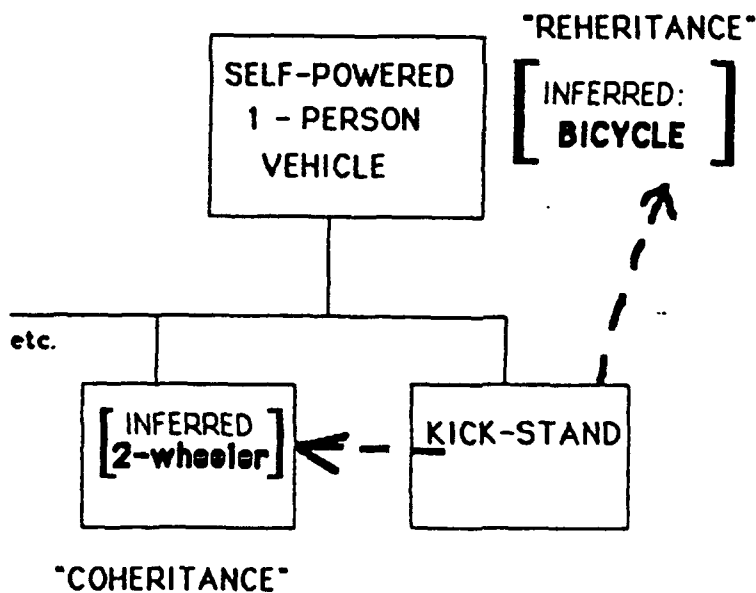 "REHERITANCE"
SELF-POWERED
1 - PERSON
VEHICLE
[INFERRED:
BICYCLE]
etc.
[INFERRED
2-wheeler]
KICK-STAND
"COHERITANCE"